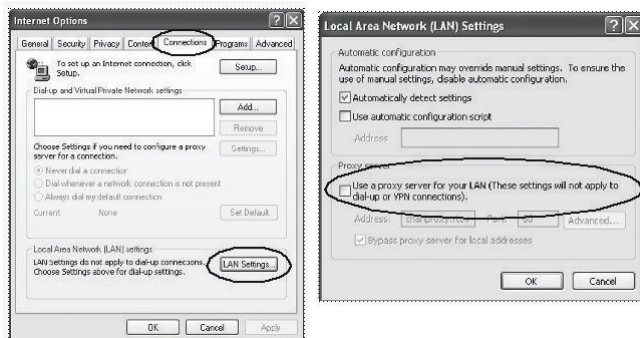 Internet Options
General Security Privacy Content Connections Programs Advanced
To set up an Internet connection, click
Setup.
Setup...
Dial-up and Virtual Private Network settings
Add...
Remove
Choose Settings if you need to configure a proxy
server for a connection.
Settings...
Never dial a connection
Dial whenever a network connection is not present
Always dial my default connection
Current None
Set Default
Local Area Network (LAN) settings
LAN Settings do not apply to dial-up connections.
Choose Settings above for dial-up settings.
LAN Settings...
OK Cancel Apply
Local Area Network (LAN) Settings
Automatic configuration
Automatic configuration may override manual settings. To ensure the
use of manual settings, disable automatic configuration.
Automatically detect settings
Use automatic configuration script
Address
Proxy server
Use a proxy server for your LAN (These settings will not apply to
dial-up or VPN connections).
Address: Port: 80 Advanced...
Bypass proxy server for local addresses
OK Cancel